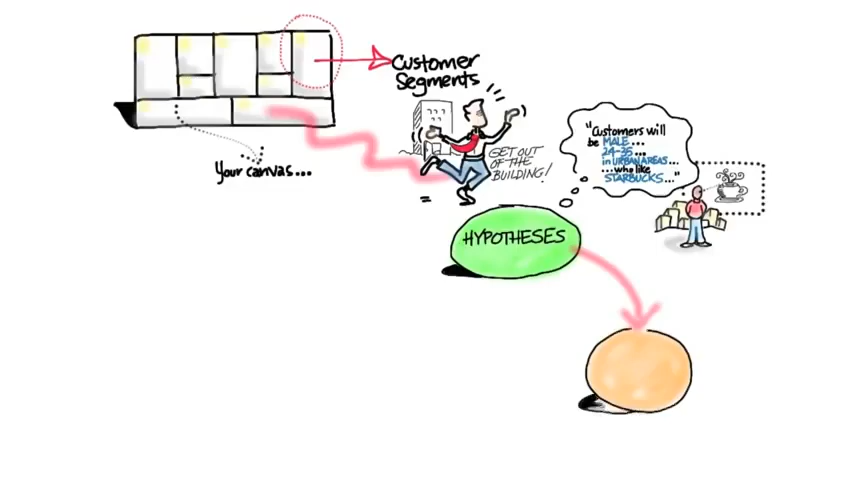 Customer
Segments
Your canvas...
GET OUT
OF THE
BUILDING!
"Customers will
be MALE...
24-35...
in URBAN AREAS...
...who like
STARBUCKS..."
HYPOTHESES